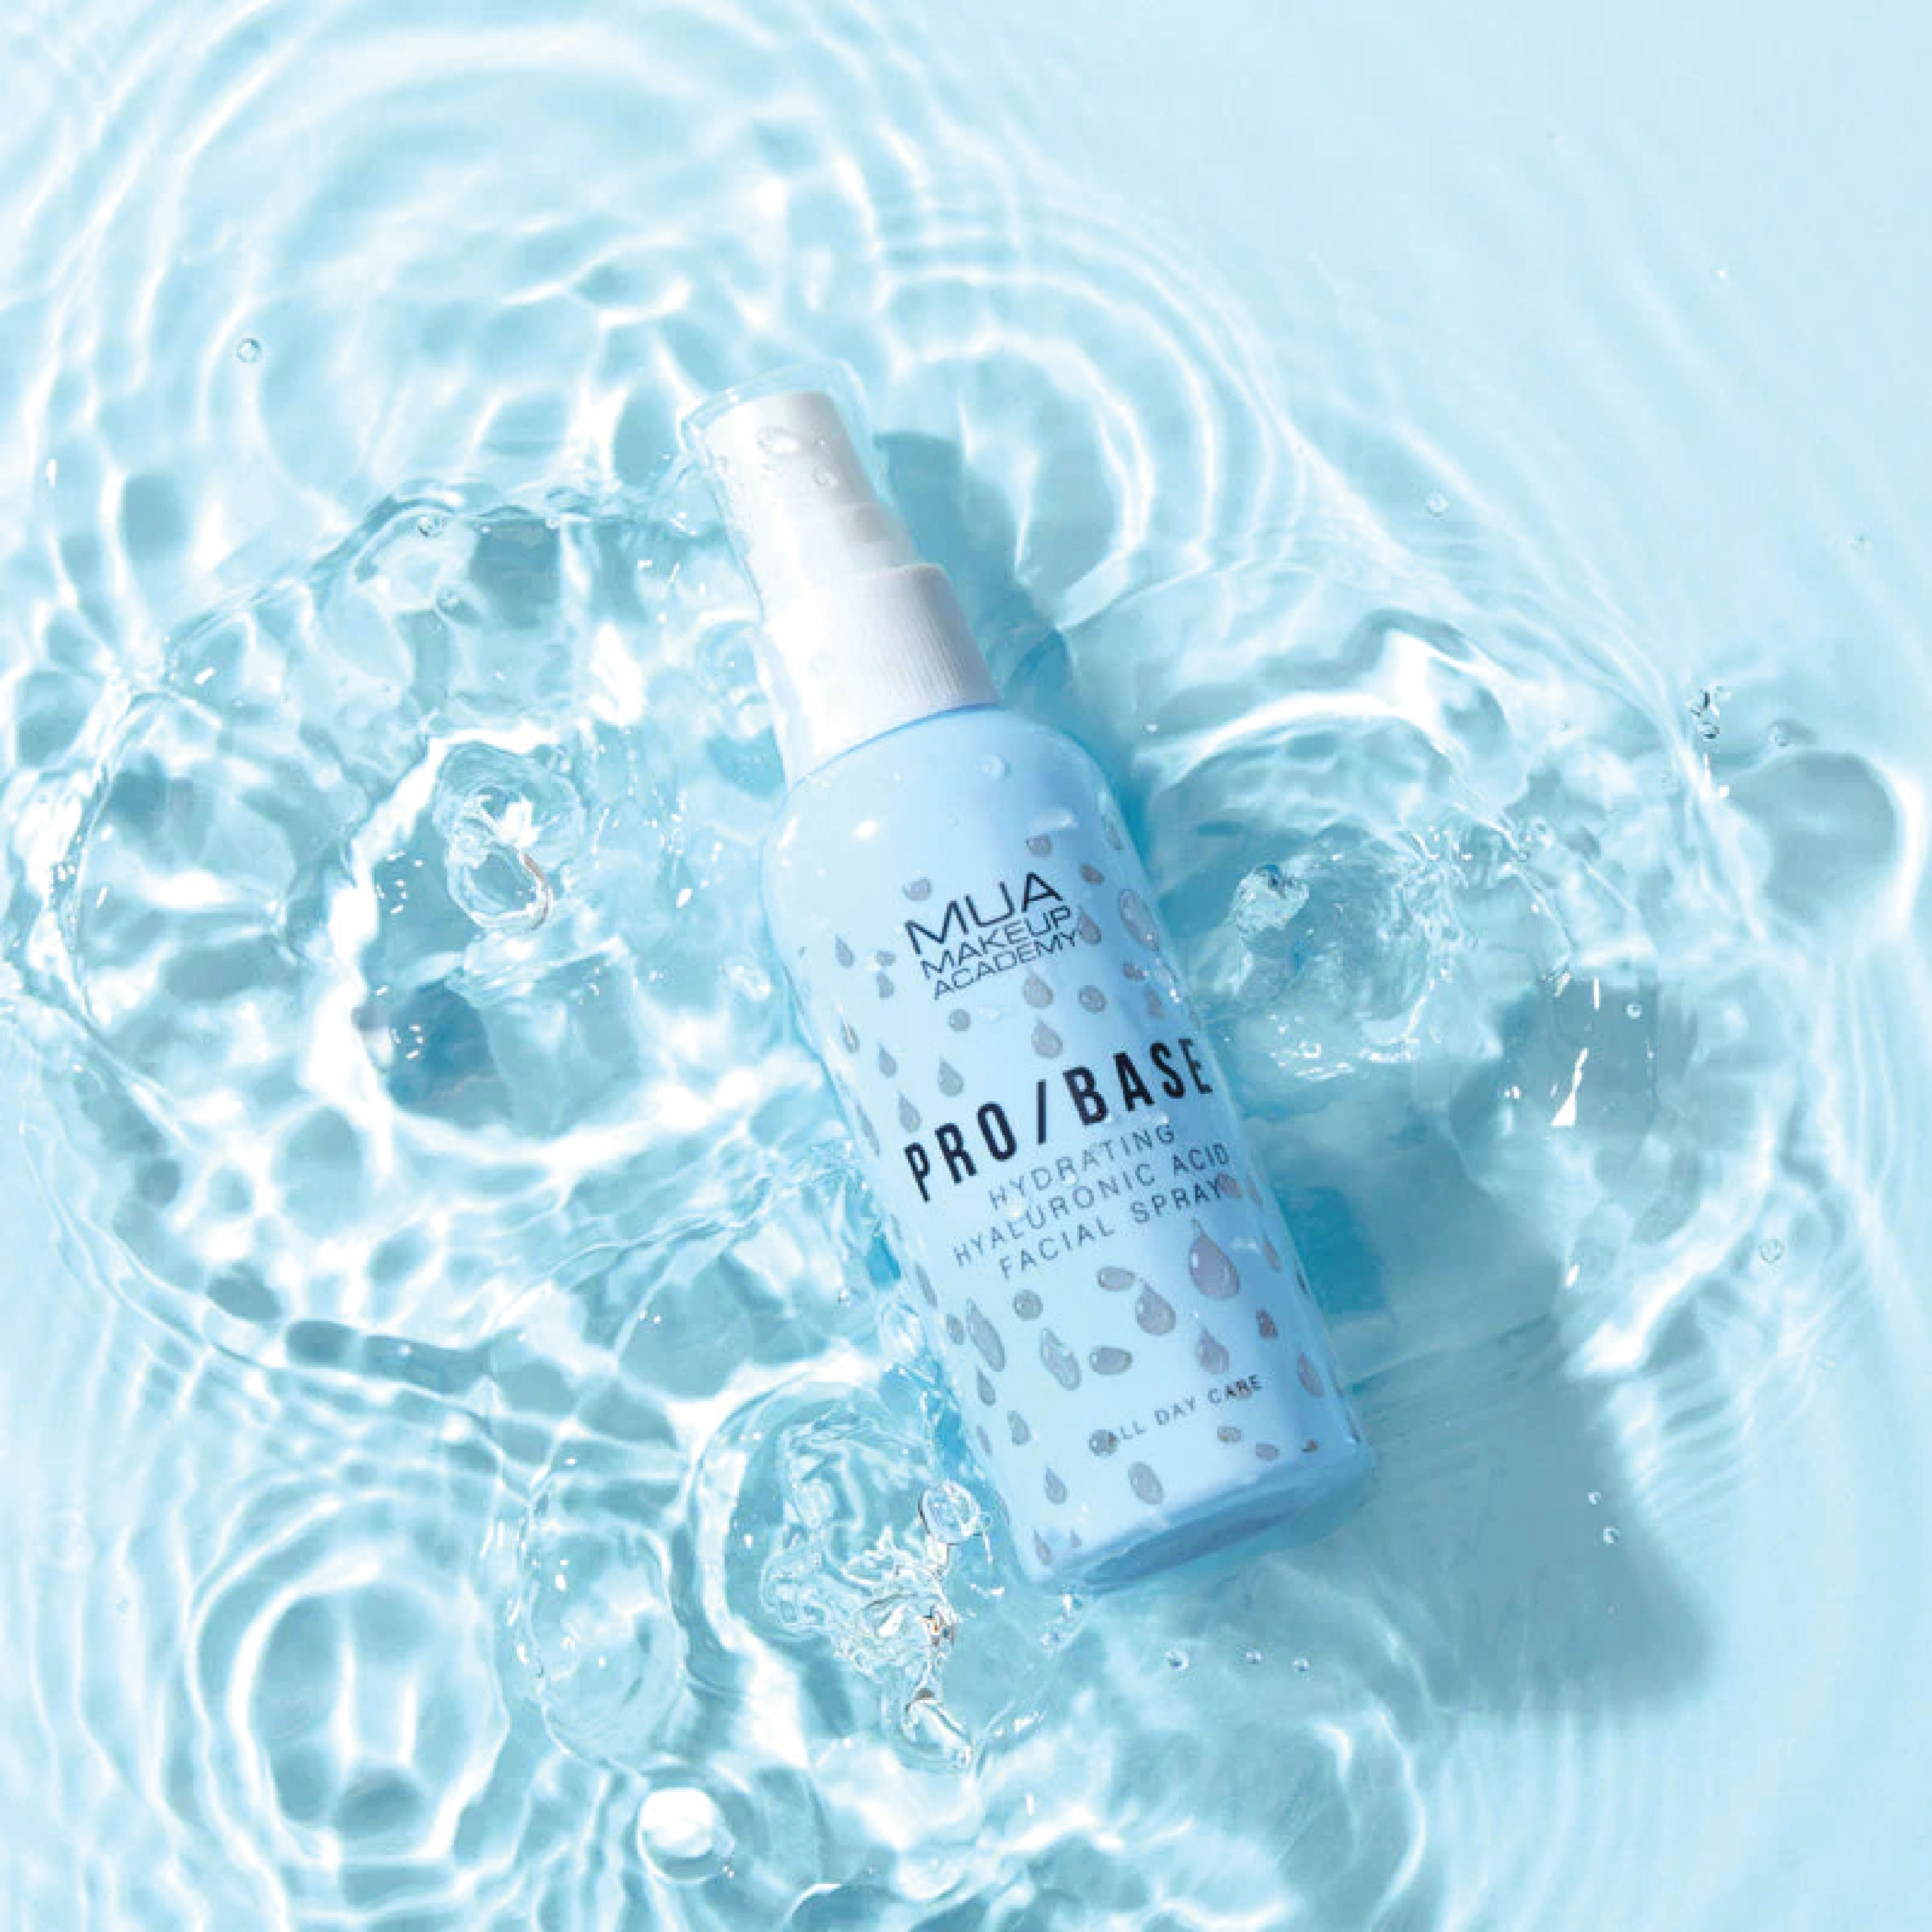 MUA
MAKEUP
ACADEMY
PRO/BASE
HYDRATING
HYALURONIC ACID
FACIAL SPRAY
ALL DAY CARE